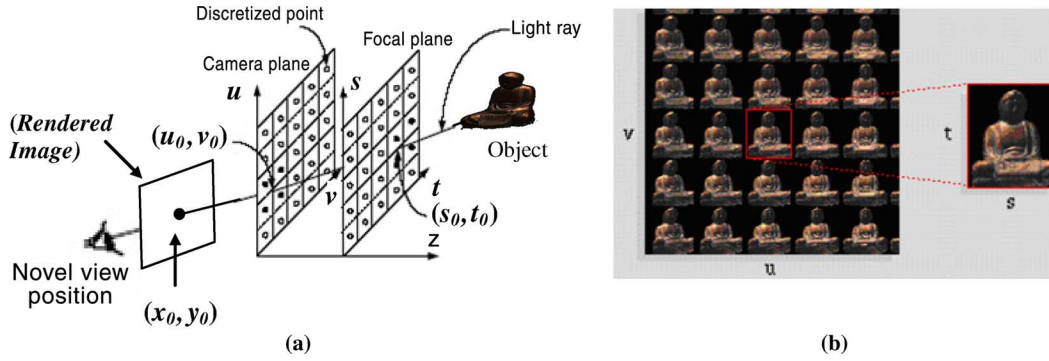 Discretized point
Light ray
Focal plane
Camera plane
u
s
(Rendered
Image)
(u0, v0)
Object
v
t
(s0, t0)
z
Novel view
position
(x0, y0)
(a)
v
t
s
u
(b)